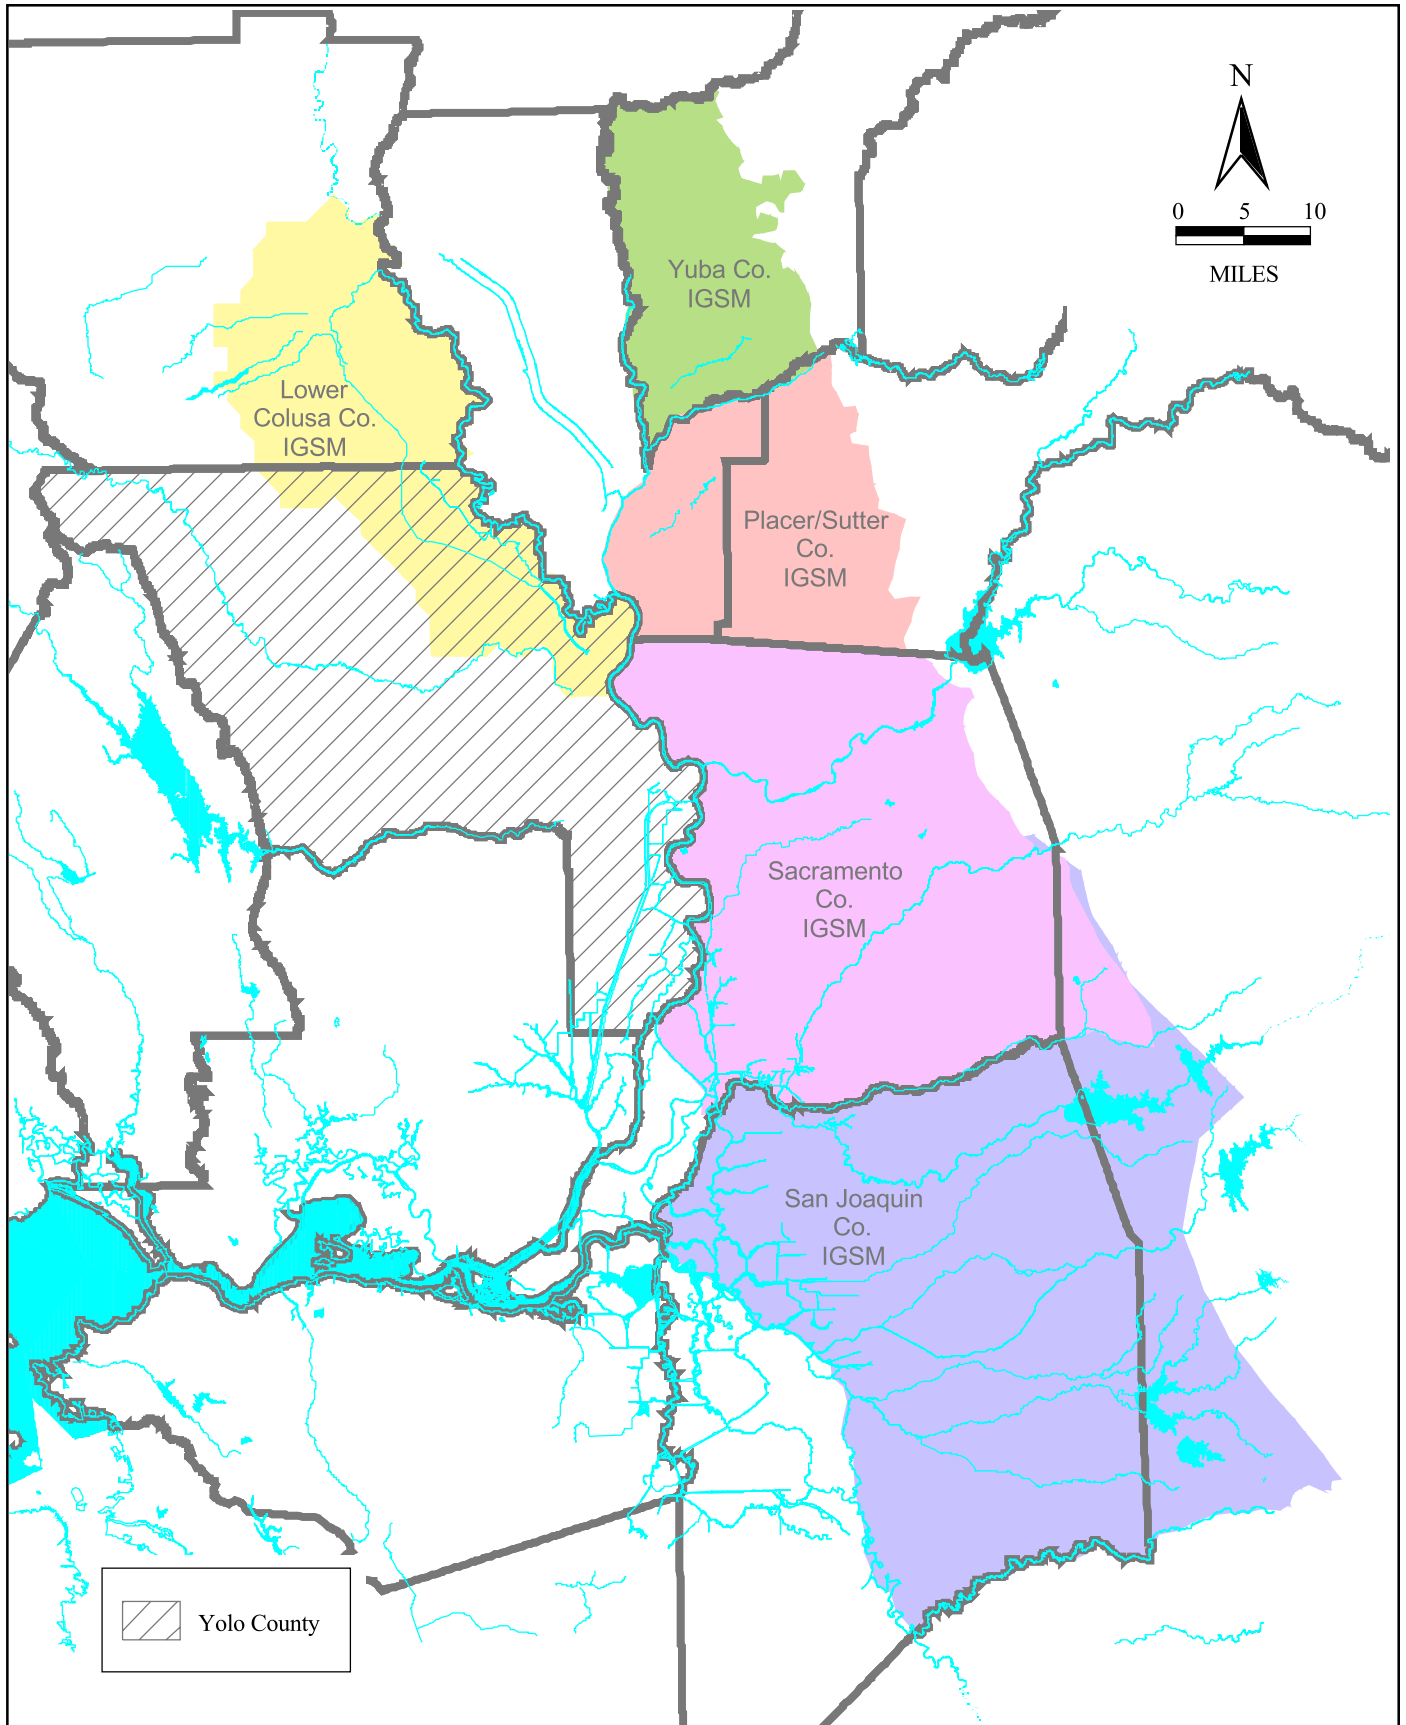 N
0 5 10
MILES
Yuba Co.
IGSM
Lower
Colusa Co.
IGSM
Placer/Sutter
Co.
IGSM
Sacramento
Co.
IGSM
San Joaquin
Co.
IGSM
Yolo County